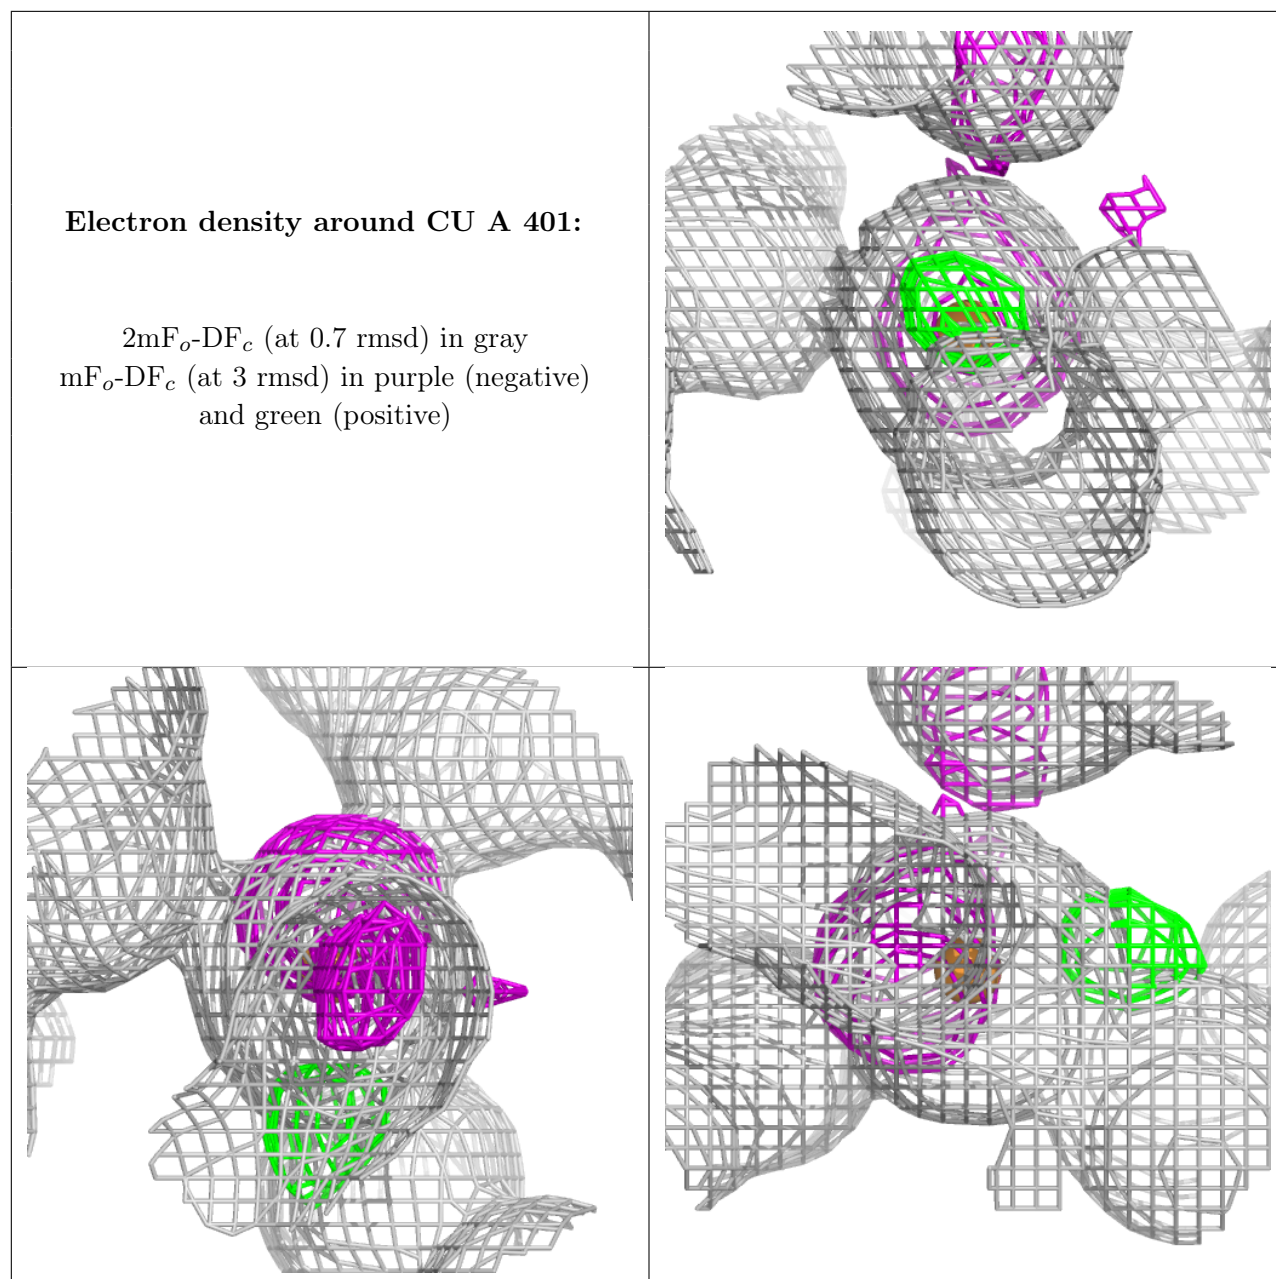 Electron density around CU A 401:
2mFo-DFc (at 0.7 rmsd) in gray
mFo-DFc (at 3 rmsd) in purple (negative)
and green (positive)